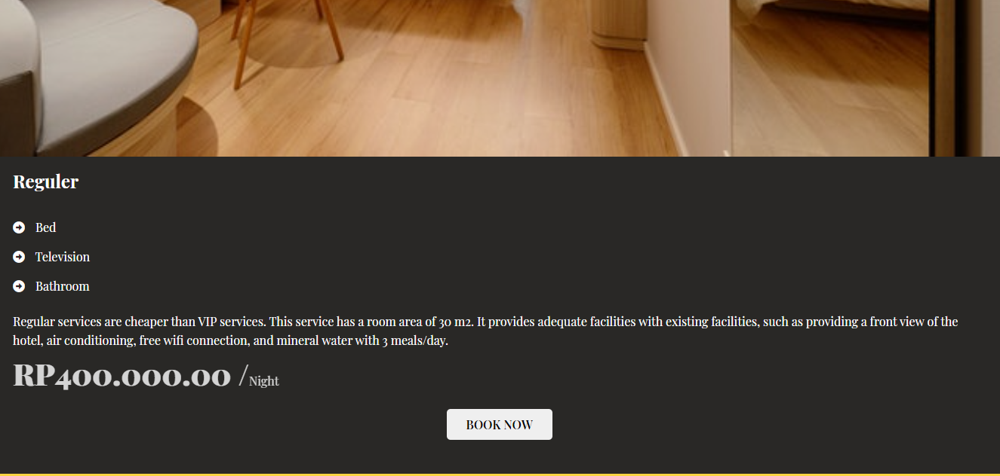 Reguler
Bed
Television
Bathroom
Regular services are cheaper than VIP services. This service has a room area of 30 m2. It provides adequate facilities with existing facilities, such as providing a front view of the
hotel, air conditioning, free wifi connection, and mineral water with 3 meals/day.
RP400.000.00 /Night
BOOK NOW